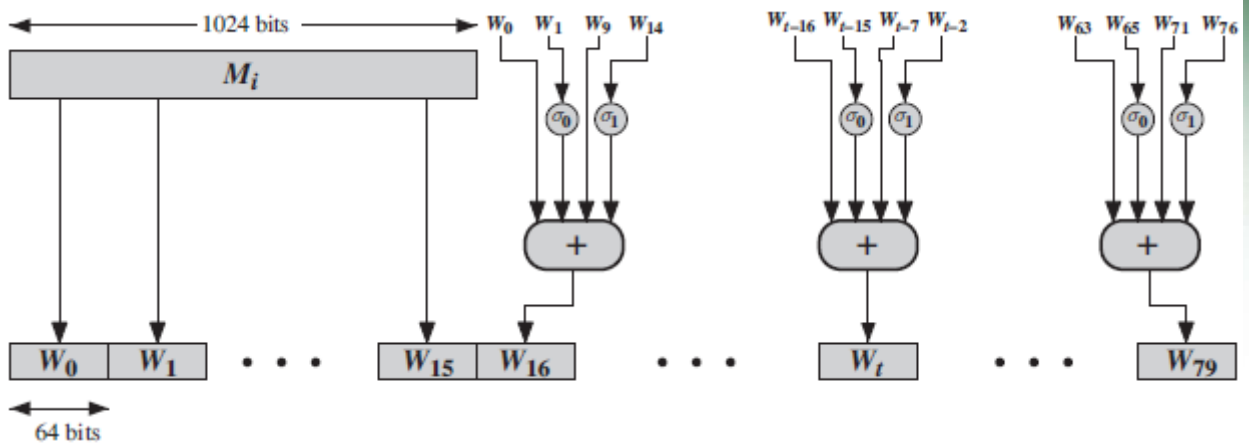 1024 bits
W0 W1 W9 W14
Wt–16 Wt–15 Wt–7 Wt–2
W63 W65 W71 W76
Mi
σ0 σ1
σ0 σ1
σ0 σ1
+ + +
W0 W1 • • • W15 W16 • • • Wt • • • W79
64 bits